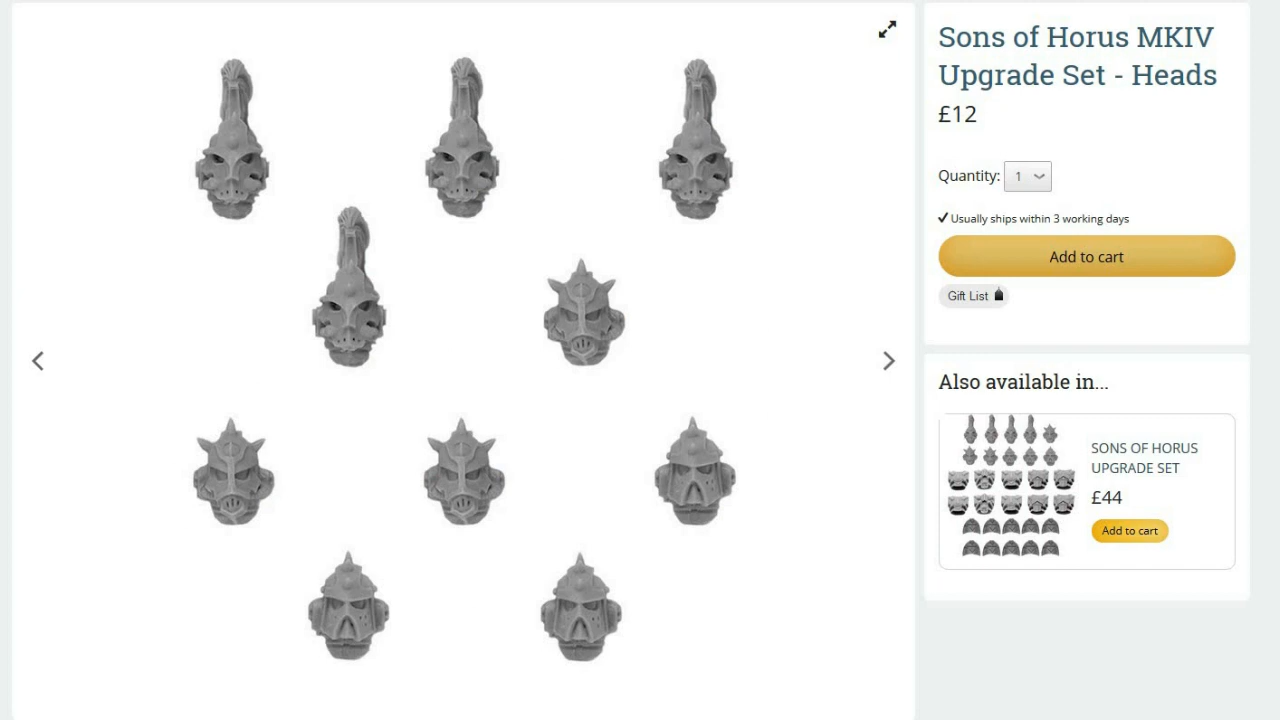 Sons of Horus MKIV
Upgrade Set - Heads
£12
Quantity: 1
Usually ships within 3 working days
Add to cart
Gift List
Also available in...
SONS OF HORUS
UPGRADE SET
£44
Add to cart